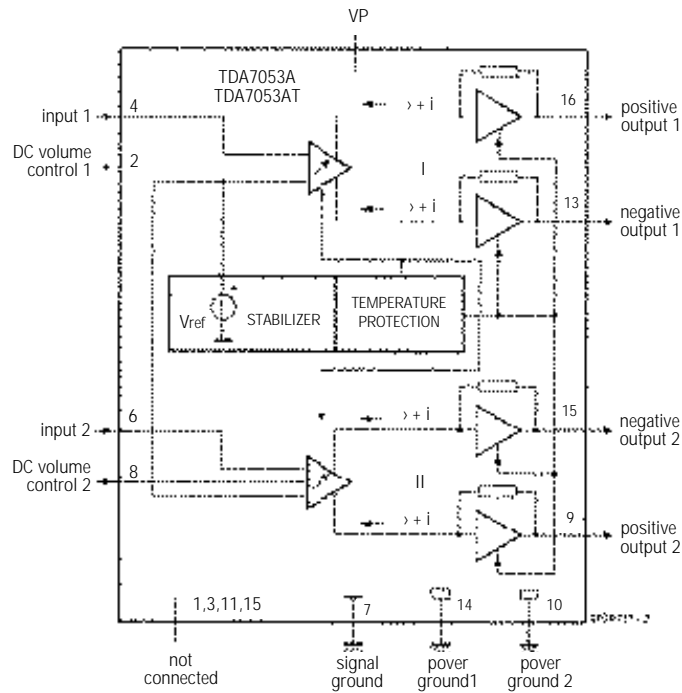 VP
TDA7053A
TDA7053AT
input 1
4
› + i
16
positive
output 1
DC volume
control 1
2
I
› + i
13
negative
output 1
Vref
STABILIZER
TEMPERATURE
PROTECTION
input 2
6
› + i
15
negative
output 2
DC volume
control 2
8
II
› + i
9
positive
output 2
1,3,11,15
7
14
10
not
connected
signal
ground
pover
ground1
pover
ground 2